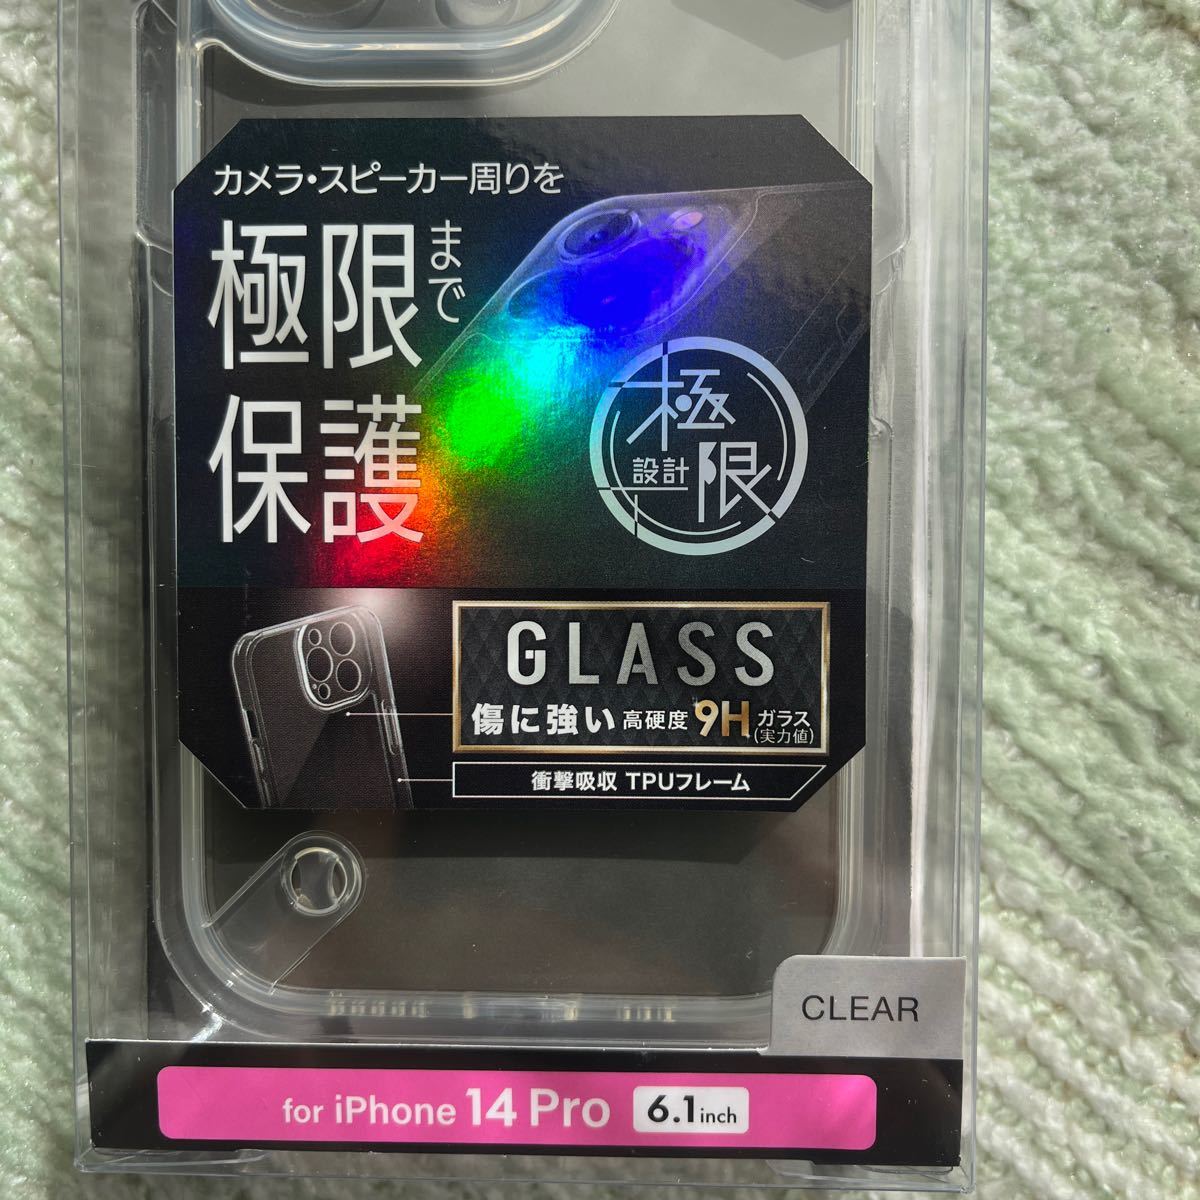 カメラ・スピーカー周りを
極限まで
保護
極限
設計
GLASS
傷に強い 高硬度 9H ガラス
(実力値)
衝撃吸収 TPUフレーム
CLEAR
for iPhone 14 Pro 6.1inch